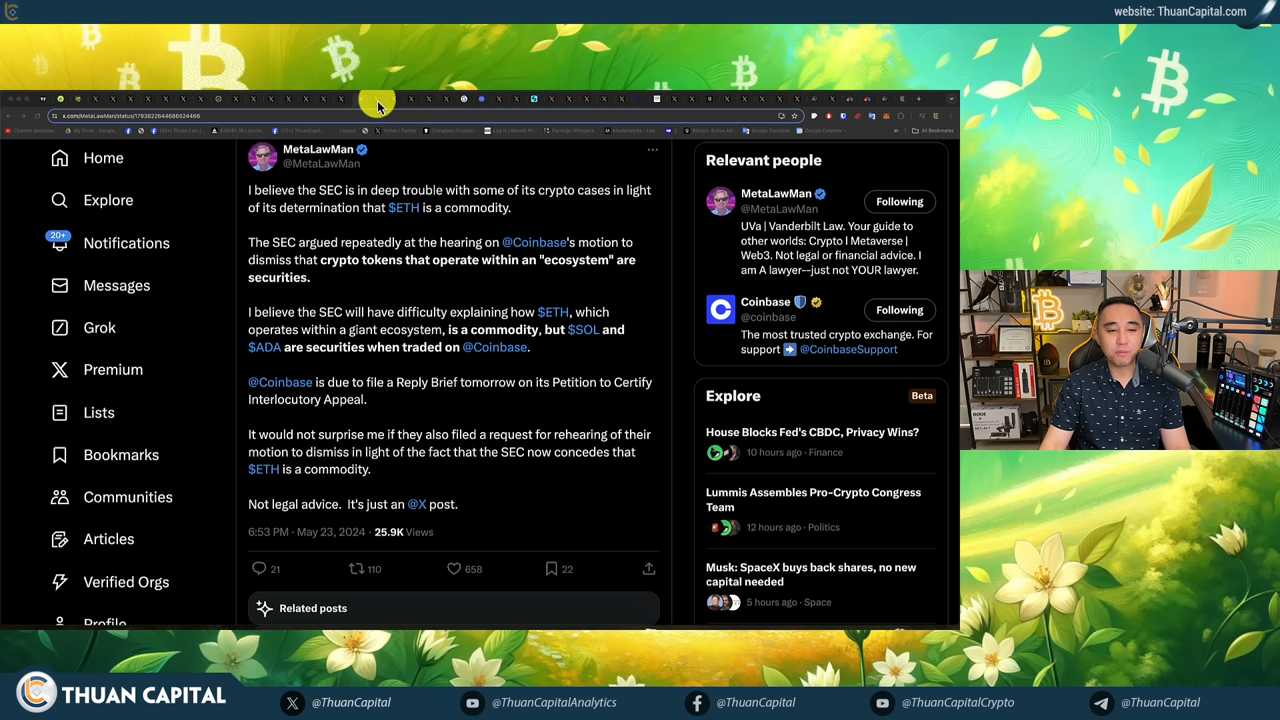 website: ThuanCapital.com
x.com/MetaLawMan/status/1793822644686524466
All Bookmarks
Home
Explore
20+
Notifications
Messages
Grok
Premium
Lists
Bookmarks
Communities
Articles
Verified Orgs
Profile
MetaLawMan
@MetaLawMan
I believe the SEC is in deep trouble with some of its crypto cases in light
of its determination that $ETH is a commodity.
The SEC argued repeatedly at the hearing on @Coinbase's motion to
dismiss that crypto tokens that operate within an "ecosystem" are
securities.
I believe the SEC will have difficulty explaining how $ETH, which
operates within a giant ecosystem, is a commodity, but $SOL and
$ADA are securities when traded on @Coinbase.
@Coinbase is due to file a Reply Brief tomorrow on its Petition to Certify
Interlocutory Appeal.
It would not surprise me if they also filed a request for rehearing of their
motion to dismiss in light of the fact that the SEC now concedes that
$ETH is a commodity.
Not legal advice. It's just an @X post.
6:53 PM · May 23, 2024 · 25.9K Views
21 110 658 22
Related posts
Relevant people
MetaLawMan
@MetaLawMan
Following
UVa | Vanderbilt Law. Your guide to
other worlds: Crypto I Metaverse |
Web3. Not legal or financial advice. I
am A lawyer--just not YOUR lawyer.
Coinbase
@coinbase
Following
The most trusted crypto exchange. For
support ➡️ @CoinbaseSupport
Explore
Beta
House Blocks Fed's CBDC, Privacy Wins?
10 hours ago · Finance
Lummis Assembles Pro-Crypto Congress
Team
12 hours ago · Politics
Musk: SpaceX buys back shares, no new
capital needed
5 hours ago · Space
THUAN CAPITAL
@ThuanCapital
@ThuanCapitalAnalytics
@ThuanCapital
@ThuanCapitalCrypto
@ThuanCapital